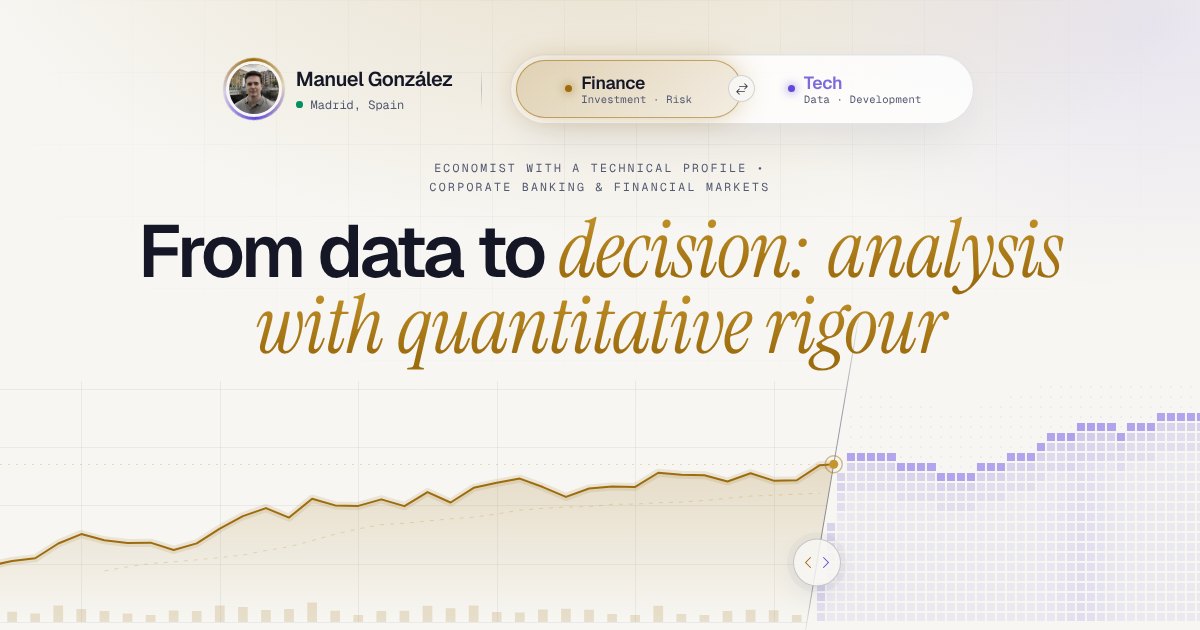 Manuel González
Madrid, Spain
Finance
Investment · Risk
Tech
Data · Development
ECONOMIST WITH A TECHNICAL PROFILE ·
CORPORATE BANKING & FINANCIAL MARKETS
From data to decision: analysis
with quantitative rigour